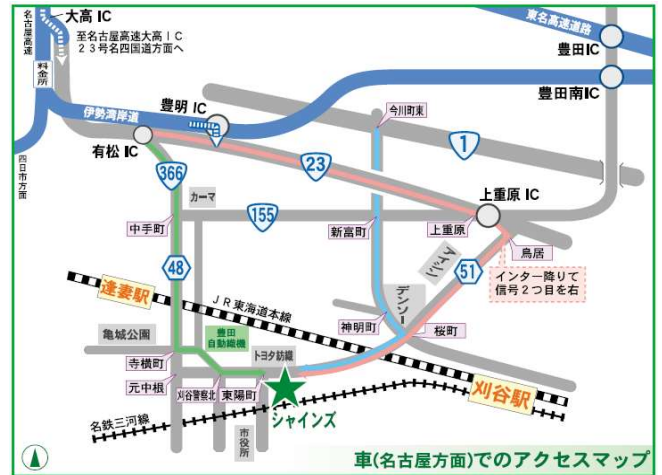 大高 IC
名古屋高速
至名古屋高速大高IC
23号名四国道方面へ
東名高速道路
豊田IC
料金所
豊田南IC
豊明 IC
伊勢湾岸道
今川町東
1
四日市方面
有松 IC
23
366
カーマ
上重原 IC
155
中手町
新富町
上重原
鳥居
アイシン
51
48
インター降りて
信号2つ目を右
デンソー
逢妻駅
JR東海道本線
神明町
桜町
亀城公園
豊田
自動織機
トヨタ紡織
寺横町
元中根
刈谷警察北
東陽町
刈谷駅
シャインズ
名鉄三河線
市役所
車(名古屋方面)でのアクセスマップ